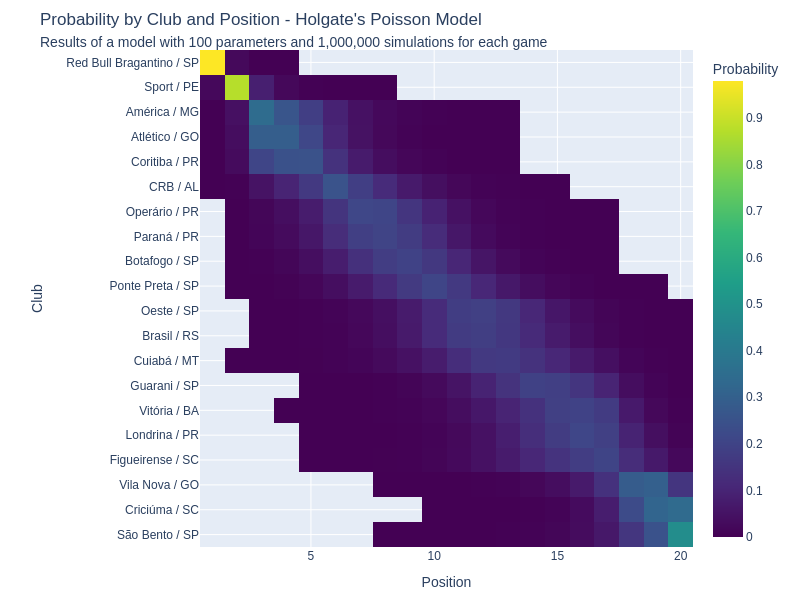 Probability by Club and Position - Holgate's Poisson Model
Results of a model with 100 parameters and 1,000,000 simulations for each game
Probability
Red Bull Bragantino / SP
Sport / PE
América / MG
Atlético / GO
Coritiba / PR
CRB / AL
Operário / PR
Paraná / PR
Botafogo / SP
Ponte Preta / SP
Oeste / SP
Brasil / RS
Cuiabá / MT
Guarani / SP
Vitória / BA
Londrina / PR
Figueirense / SC
Vila Nova / GO
Criciúma / SC
São Bento / SP
Club
5
10
15
20
Position
0.9
0.8
0.7
0.6
0.5
0.4
0.3
0.2
0.1
0